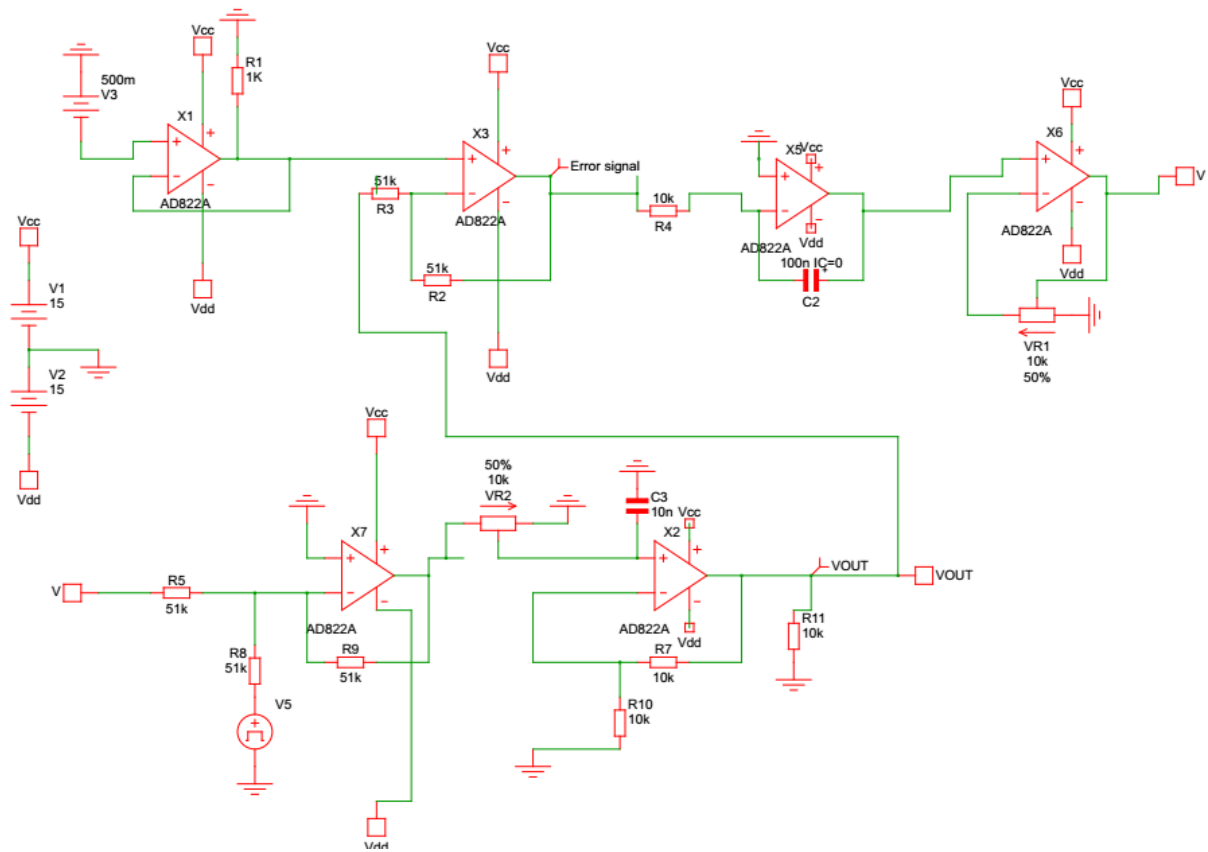 Vcc
R1
1K
500m
V3
X1
+
+
-
-
AD822A
Vdd
Vcc
X3
+
+
-
-
AD822A
51k
R3
51k
R2
Vdd
Error signal
10k
R4
X5
Vcc
+
+
-
-
Vdd
AD822A
100n IC=0
+
C2
Vcc
X6
+
+
-
-
AD822A
Vdd
V
VR1
10k
50%
Vcc
V1
15
V2
15
Vdd
Vcc
X7
+
+
-
-
AD822A
V
R5
51k
R8
51k
R9
51k
V5
+
Vdd
50%
10k
VR2
C3
10n
Vcc
X2
+
+
-
-
AD822A
Vdd
R7
10k
R10
10k
VOUT
R11
10k
VOUT